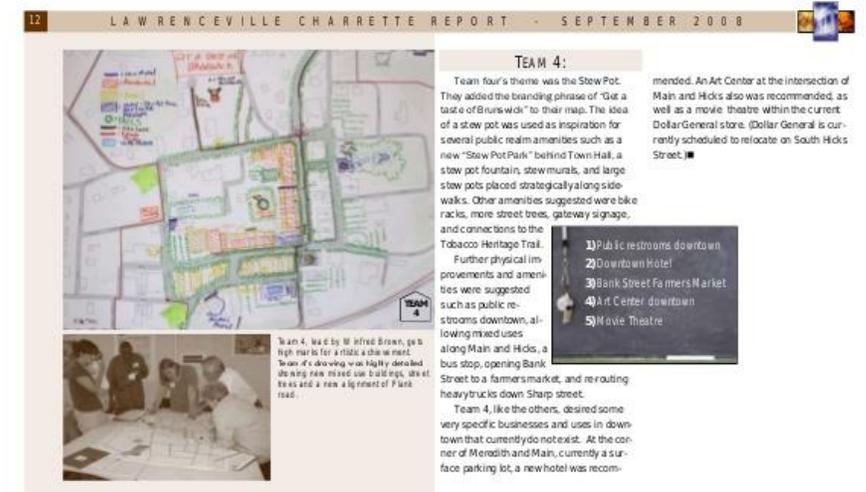 12
LAWRENCEVILLE CHARRETTE REPORT - SEPTEMBER 2008
TEAM 4
Team 4, lead by Winfred Brown, gets
high marks for artistic achievement.
Team 4's drawing was highly detailed
showing new mixed use buildings, street
trees and a new alignment of Plank
road.
TEAM 4:
Team four's theme was the Stew Pot.
They added the branding phrase of "Get a
taste of Brunswick" to their map. The idea
of a stew pot was used as inspiration for
several public realm amenities such as a
new "Stew Pot Park" behind Town Hall, a
stew pot fountain, stew murals, and large
stew pots placed strategically along side-
walks. Other amenities suggested were bike
racks, more street trees, gateway signage,
and connections to the
Tobacco Heritage Trail.
Further physical im-
provements and ameni-
ties were suggested
such as public re-
strooms downtown, al-
lowing mixed uses
along Main and Hicks, a
bus stop, opening Bank
Street to a farmers market, and re-routing
heavy trucks down Sharp street.
Team 4, like the others, desired some
very specific businesses and uses in down-
town that currently do not exist. At the cor-
ner of Meredith and Main, currently a sur-
face parking lot, a new hotel was recom-
mended. An Art Center at the intersection of
Main and Hicks also was recommended, as
well as a movie theatre within the current
Dollar General store. (Dollar General is cur-
rently scheduled to relocate on South Hicks
Street.)■
1) Public restrooms downtown
2) Downtown Hotel
3) Bank Street Farmers Market
4) Art Center downtown
5) Movie Theatre